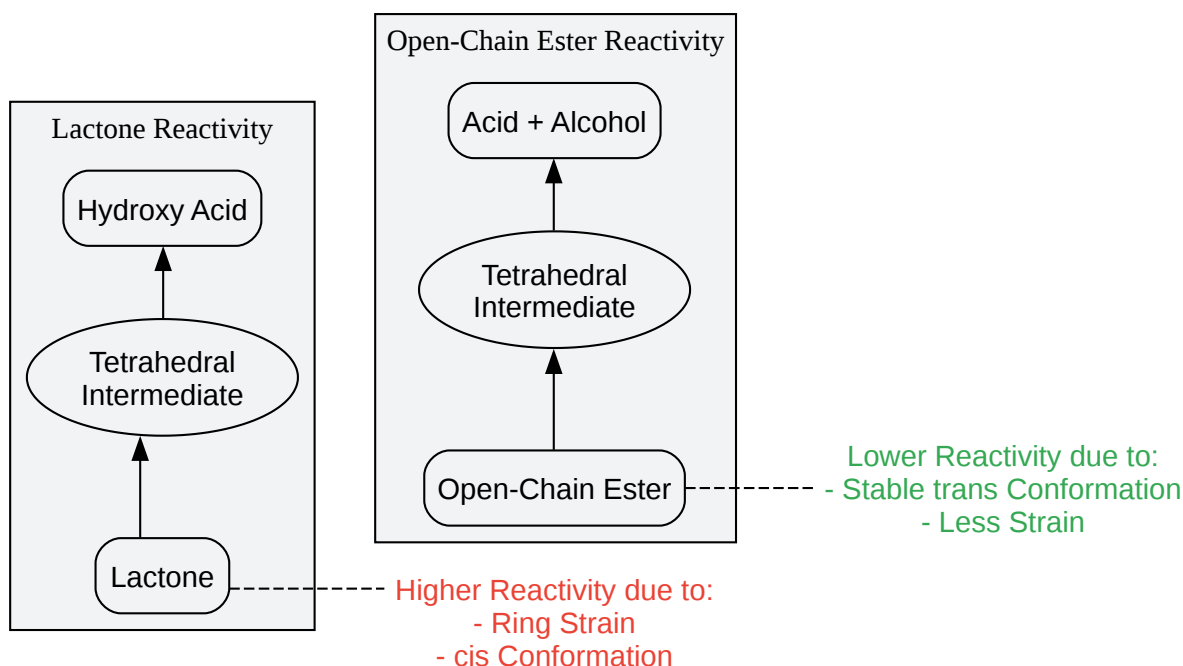 Lactone Reactivity
Hydroxy Acid
Tetrahedral
Intermediate
Lactone
Higher Reactivity due to:
- Ring Strain
- cis Conformation
Open-Chain Ester Reactivity
Acid + Alcohol
Tetrahedral
Intermediate
Open-Chain Ester
Lower Reactivity due to:
- Stable trans Conformation
- Less Strain